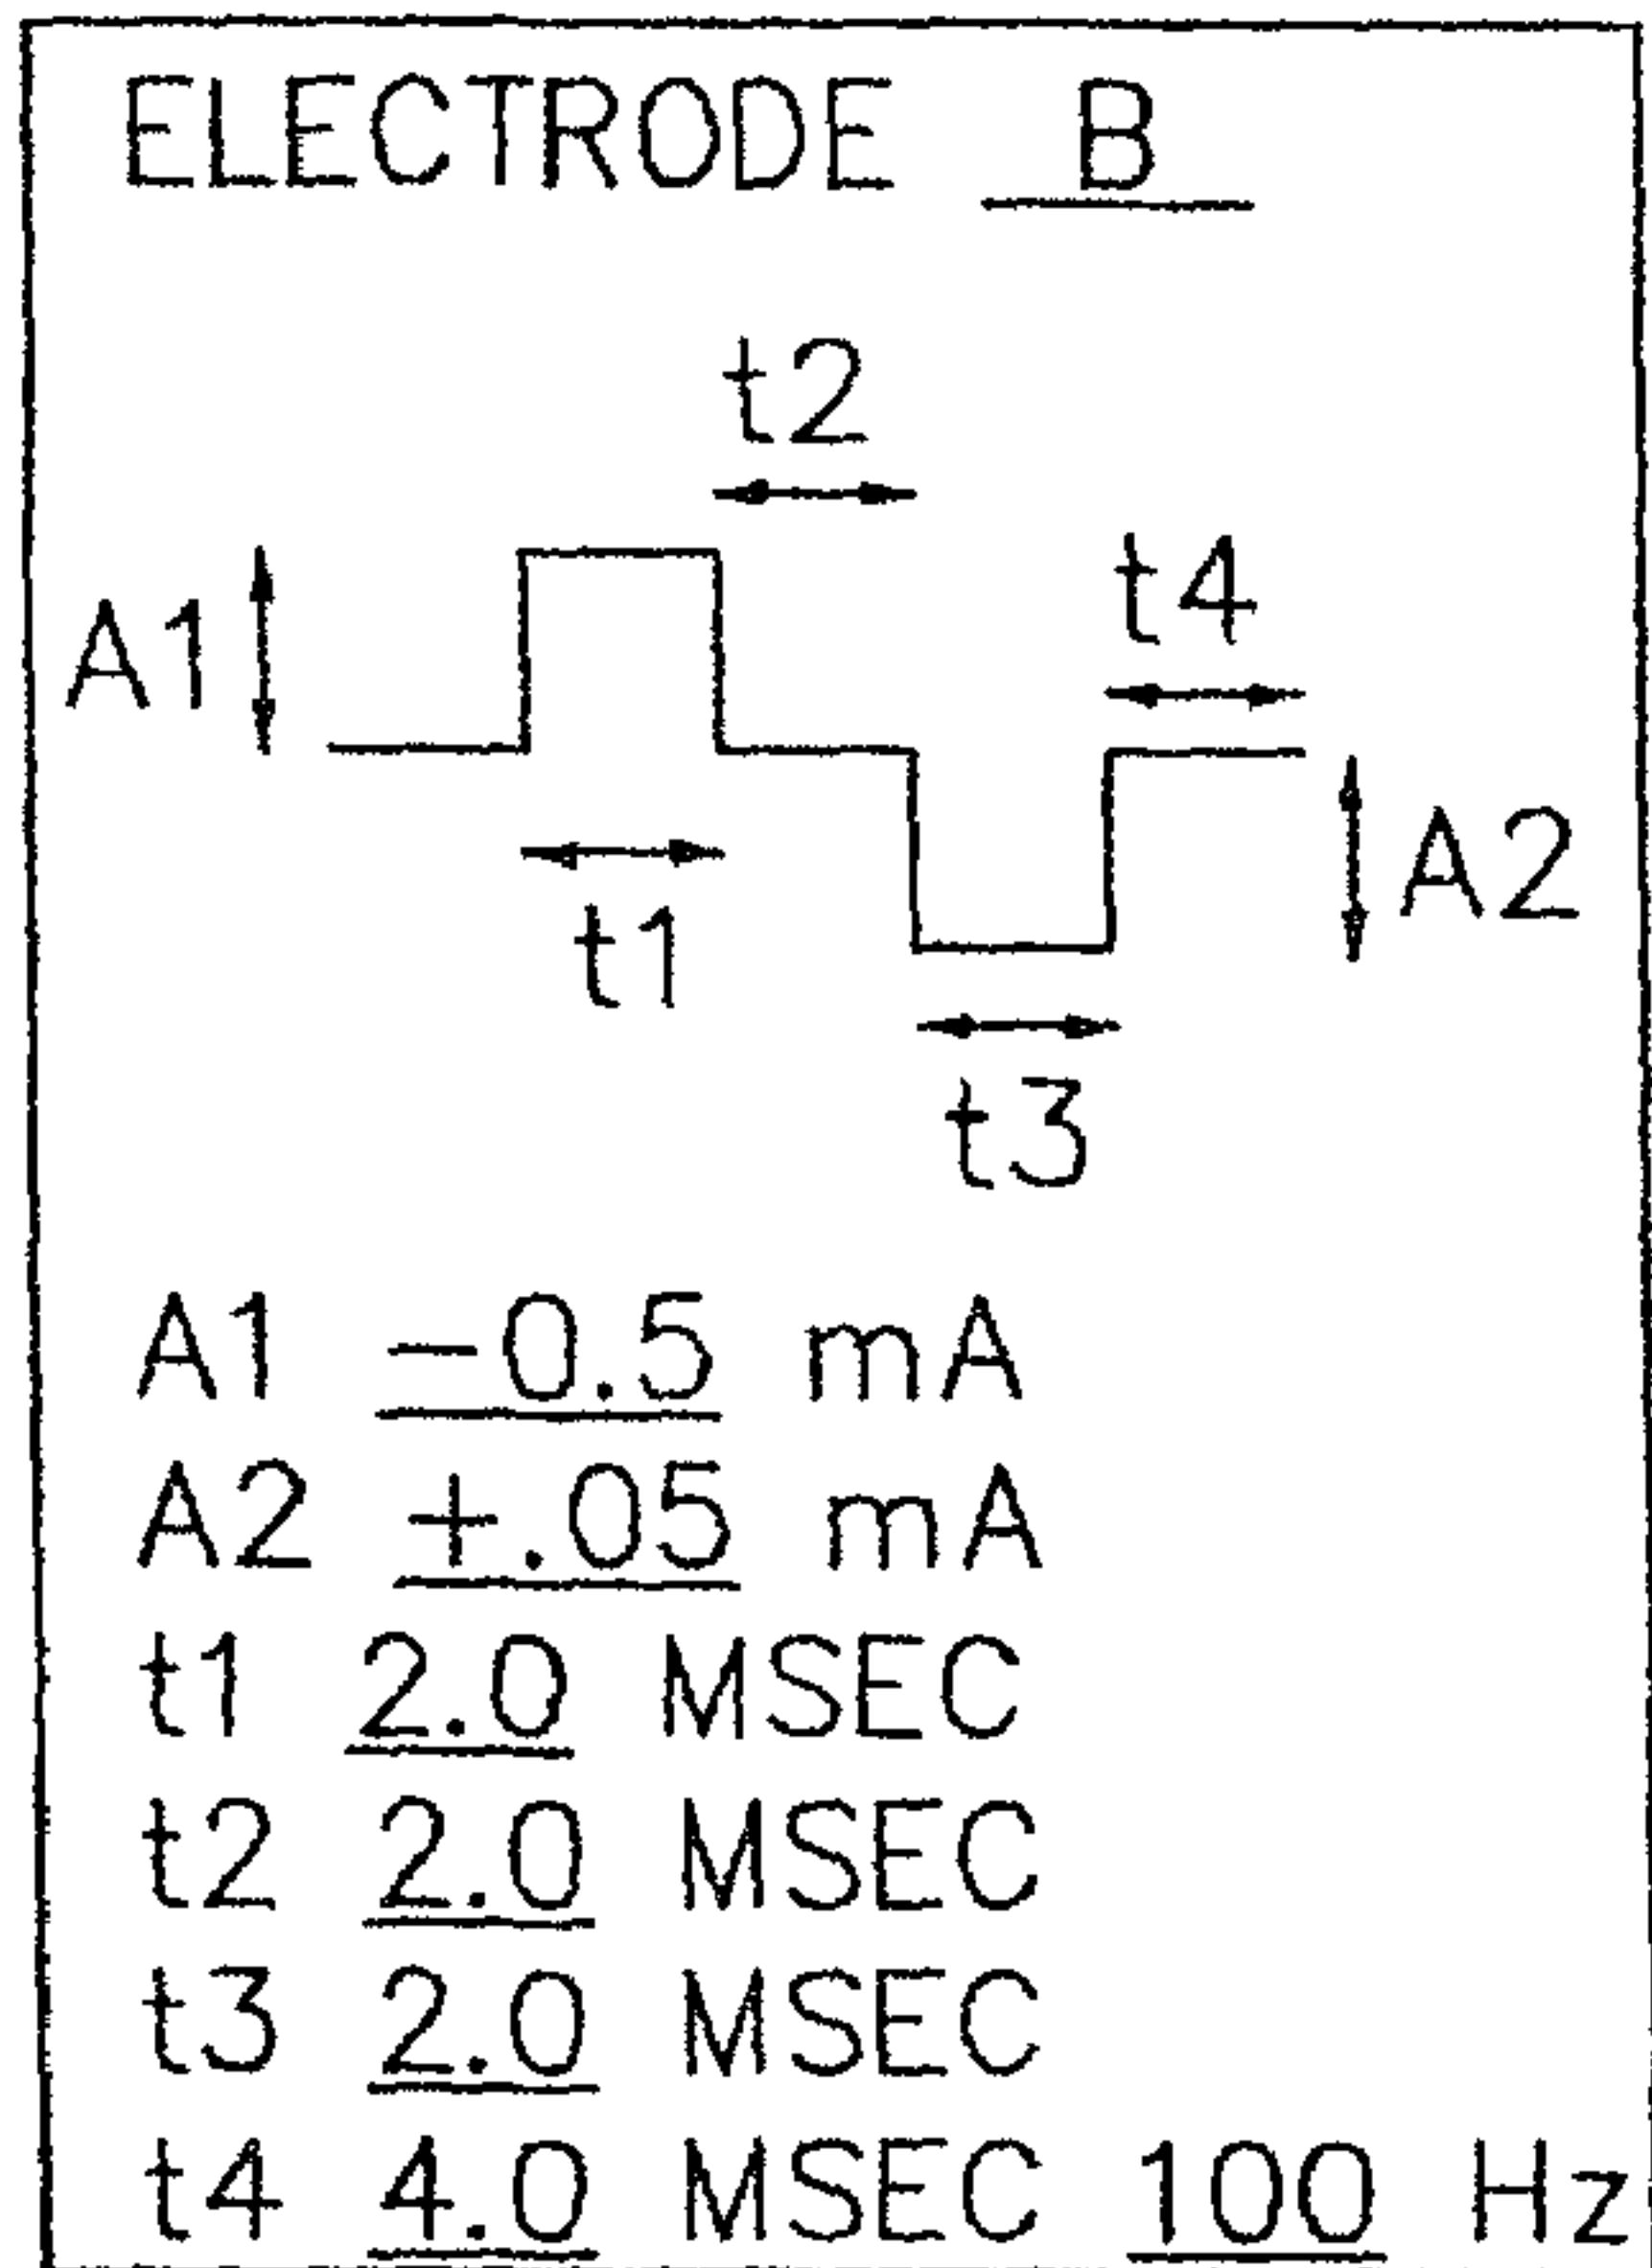 ELECTRODE B
t2
t4
A1
A2
t1
t3
A1 -0.5 mA
A2 +.05 mA
t1 2.0 MSEC
t2 2.0 MSEC
t3 2.0 MSEC
t4 4.0 MSEC 100 Hz